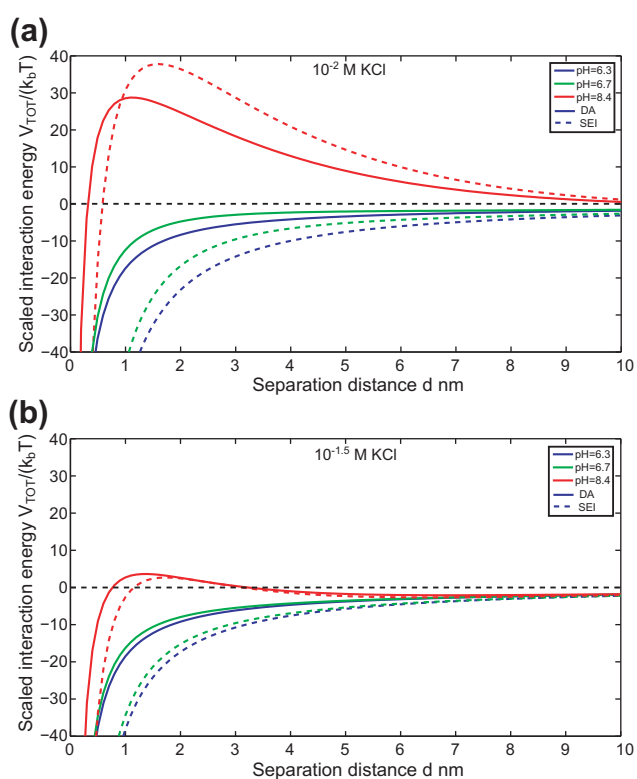 (a)
10⁻² M KCl
Scaled interaction energy V_TOT/(k_bT)
40
30
20
10
0
−10
−20
−30
−40
pH=6.3
pH=6.7
pH=8.4
DA
SEI
0 1 2 3 4 5 6 7 8 9 10
Separation distance d nm
(b)
10⁻¹·⁵ M KCl
Scaled interaction energy V_TOT/(k_bT)
40
30
20
10
0
−10
−20
−30
−40
pH=6.3
pH=6.7
pH=8.4
DA
SEI
0 1 2 3 4 5 6 7 8 9 10
Separation distance d nm